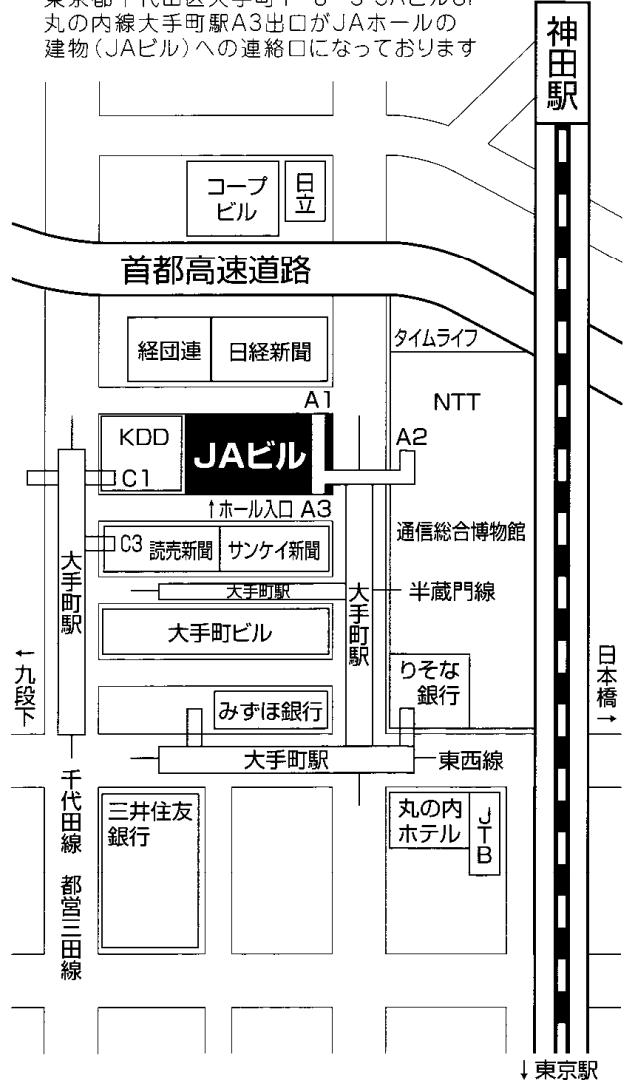 丸の内線大手町駅A3出口がJAホールの
建物(JAビル)への連絡口になっております
神田駅
コープ
ビル
日立
首都高速道路
経団連
日経新聞
タイムライフ
NTT
A1
A2
KDD
JAビル
C1
↑ホール入口 A3
C3
読売新聞
サンケイ新聞
通信総合博物館
大手町駅
大手町駅
半蔵門線
大手町駅
大手町ビル
りそな
銀行
←九段下
日本橋→
みずほ銀行
大手町駅
東西線
千代田線 都営三田線
三井住友
銀行
丸の内
ホテル
JTB
↓東京駅